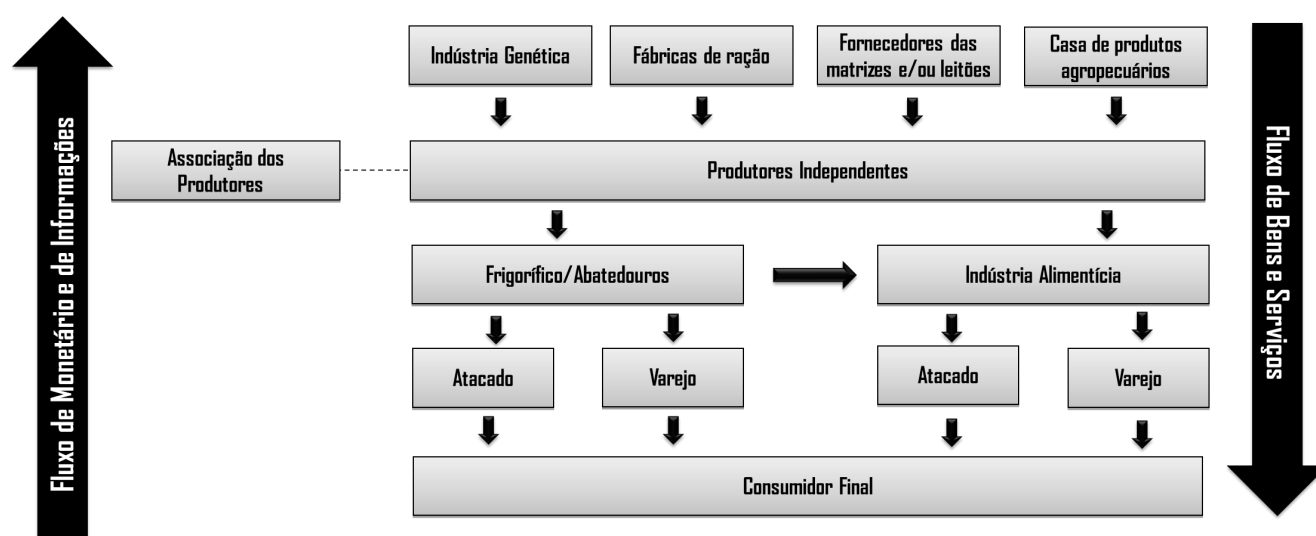 Fluxo de Monetário e de Informações
Indústria Genética
Fábricas de ração
Fornecedores das
matrizes e/ou leitões
Casa de produtos
agropecuários
Associação dos
Produtores
Produtores Independentes
Frigorífico/Abatedouros
Indústria Alimentícia
Atacado
Varejo
Atacado
Varejo
Consumidor Final
Fluxo de Bens e Serviços